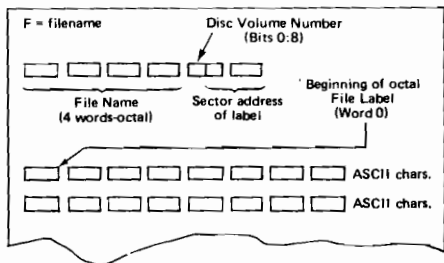 F = filename
Disc Volume Number
(Bits 0:8)
File Name
(4 words-octal)
Sector address
of label
Beginning of octal
File Label
(Word 0)
ASCII chars.
ASCII chars.